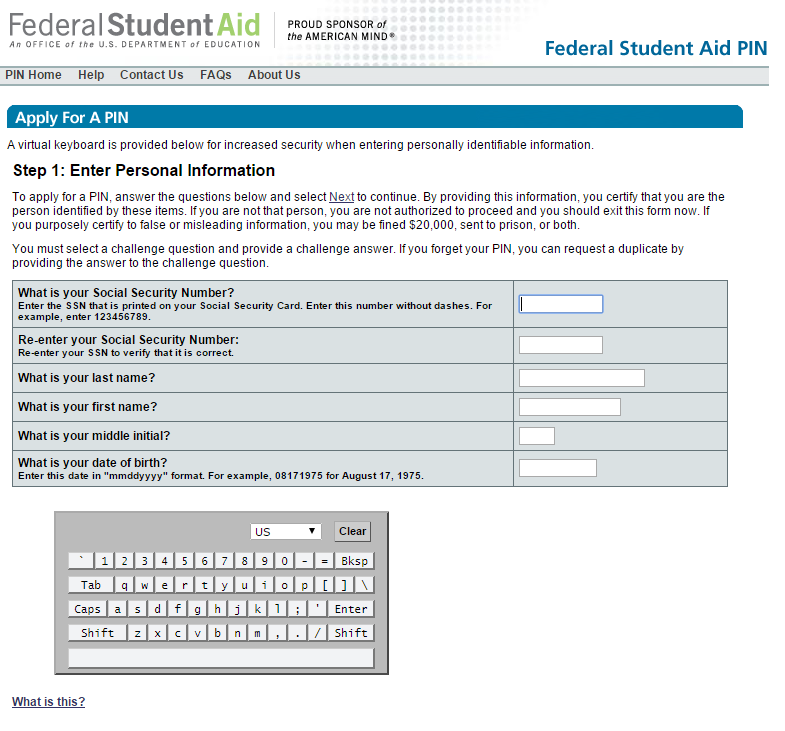 Federal Student Aid
An OFFICE of the U.S. DEPARTMENT of EDUCATION
PROUD SPONSOR of
the AMERICAN MIND®
Federal Student Aid PIN
PIN Home Help Contact Us FAQs About Us
Apply For A PIN
A virtual keyboard is provided below for increased security when entering personally identifiable information.
Step 1: Enter Personal Information
To apply for a PIN, answer the questions below and select Next to continue. By providing this information, you certify that you are the
person identified by these items. If you are not that person, you are not authorized to proceed and you should exit this form now. If
you purposely certify to false or misleading information, you may be fined $20,000, sent to prison, or both.
You must select a challenge question and provide a challenge answer. If you forget your PIN, you can request a duplicate by
providing the answer to the challenge question.
What is your Social Security Number?
Enter the SSN that is printed on your Social Security Card. Enter this number without dashes. For
example, enter 123456789.
Re-enter your Social Security Number:
Re-enter your SSN to verify that it is correct.
What is your last name?
What is your first name?
What is your middle initial?
What is your date of birth?
Enter this date in "mmddyyyy" format. For example, 08171975 for August 17, 1975.
US Clear
` 1 2 3 4 5 6 7 8 9 0 - = Bksp
Tab q w e r t y u i o p [ ] \
Caps a s d f g h j k l ; ' Enter
Shift z x c v b n m , . / Shift
What is this?